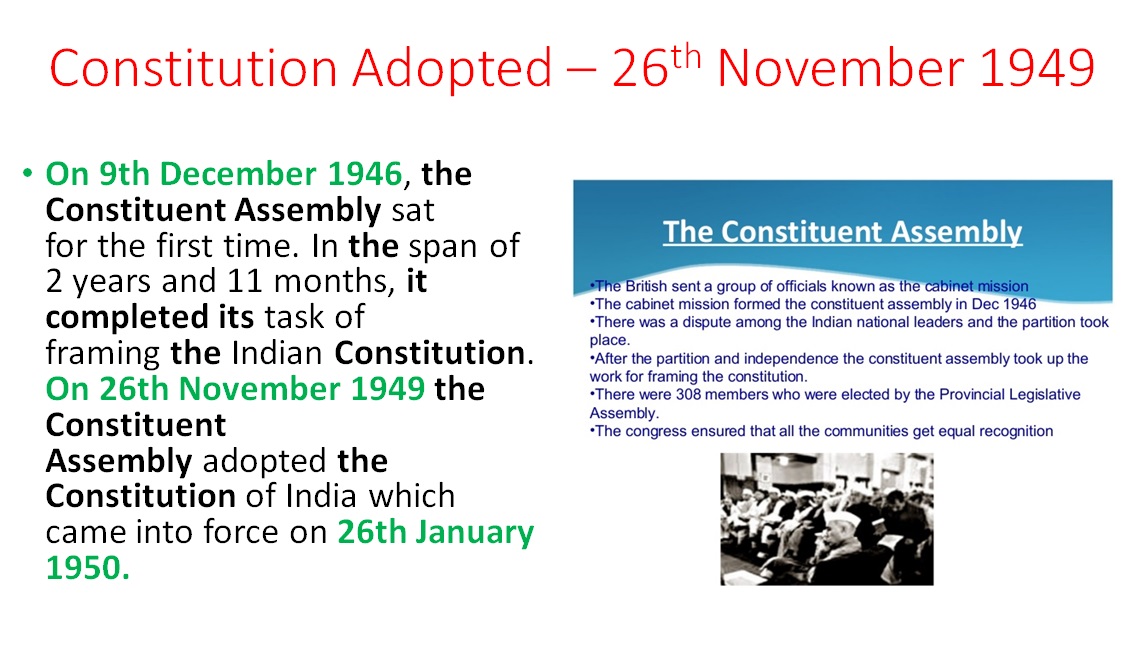 Constitution Adopted – 26th November 1949
• On 9th December 1946, the
Constituent Assembly sat
for the first time. In the span of
2 years and 11 months, it
completed its task of
framing the Indian Constitution.
On 26th November 1949 the
Constituent
Assembly adopted the
Constitution of India which
came into force on 26th January
1950.
The Constituent Assembly
•The British sent a group of officials known as the cabinet mission
•The cabinet mission formed the constituent assembly in Dec 1946
•There was a dispute among the Indian national leaders and the partition took
place.
•After the partition and independence the constituent assembly took up the
work for framing the constitution.
•There were 308 members who were elected by the Provincial Legislative
Assembly.
•The congress ensured that all the communities get equal recognition